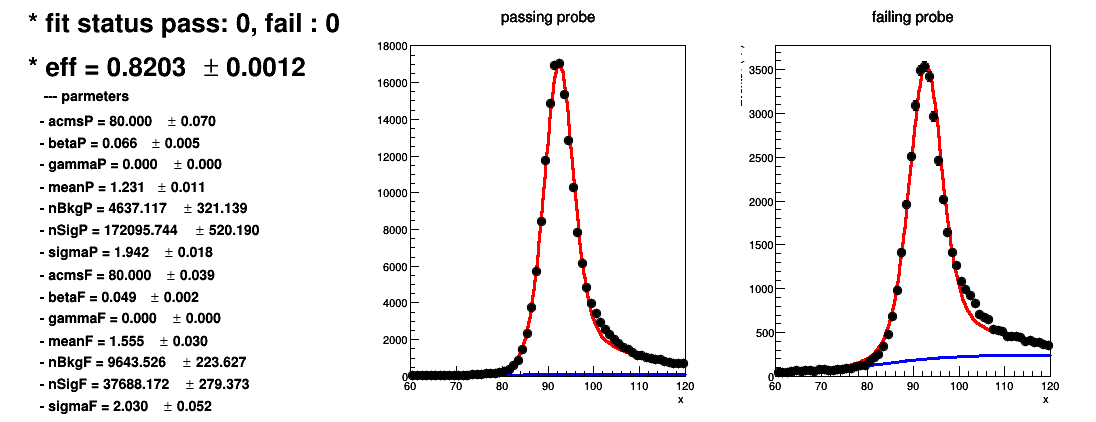 * fit status pass: 0, fail : 0
* eff = 0.8203 ± 0.0012
--- parmeters
- acmsP = 80.000 ± 0.070
- betaP = 0.066 ± 0.005
- gammaP = 0.000 ± 0.000
- meanP = 1.231 ± 0.011
- nBkgP = 4637.117 ± 321.139
- nSigP = 172095.744 ± 520.190
- sigmaP = 1.942 ± 0.018
- acmsF = 80.000 ± 0.039
- betaF = 0.049 ± 0.002
- gammaF = 0.000 ± 0.000
- meanF = 1.555 ± 0.030
- nBkgF = 9643.526 ± 223.627
- nSigF = 37688.172 ± 279.373
- sigmaF = 2.030 ± 0.052
passing probe
18000
16000
14000
12000
10000
8000
6000
4000
2000
0
60 70 80 90 100 110 120
x
failing probe
3500
3000
2500
2000
1500
1000
500
0
60 70 80 90 100 110 120
x